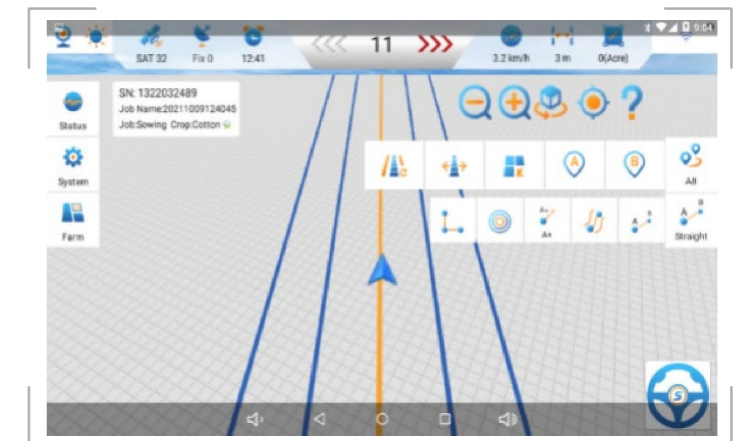 9:04
11
SAT 32
Fix 0
12:41
3.2 km/h
3 m
0(Acre)
SN: 1322032489
Job Name:20211009124045
Job:Sowing Crop:Cotton
Status
System
Farm
A
B
All
A+
A+
A B
A B
Straight
S